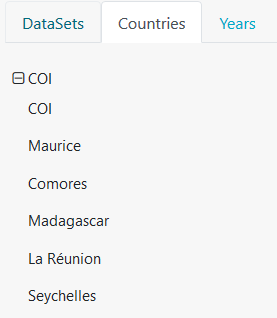 DataSets Countries Years
COI
COI
Maurice
Comores
Madagascar
La Réunion
Seychelles